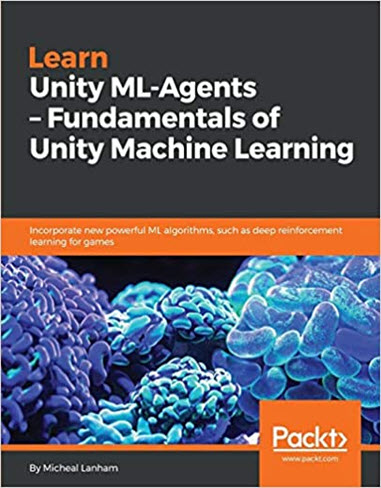 Learn
Unity ML-Agents
– Fundamentals of
Unity Machine Learning
Incorporate new powerful ML algorithms, such as deep reinforcement
learning for games
Packt>
www.packt.com
By Micheal Lanham